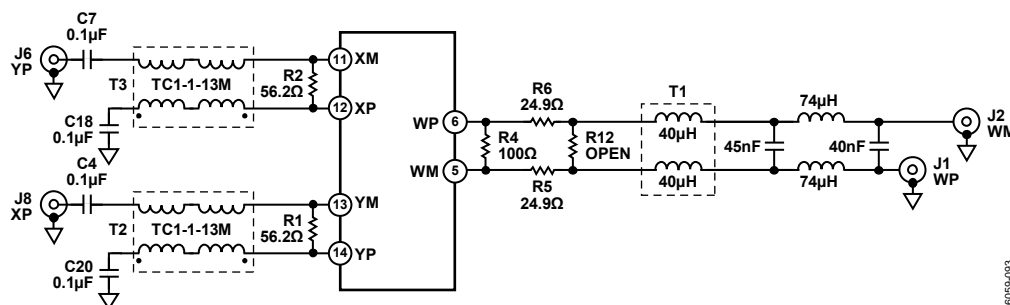 C7
0.1µF
J6
YP
T3
TC1-1-13M
R2
56.2Ω
11
XM
12
XP
C18
0.1µF
C4
0.1µF
J8
XP
T2
TC1-1-13M
R1
56.2Ω
13
YM
14
YP
C20
0.1µF
WP
6
WM
5
R4
100Ω
R6
24.9Ω
R12
OPEN
R5
24.9Ω
T1
40µH
40µH
45nF
74µH
74µH
40nF
J2
WM
J1
WP
6059-093